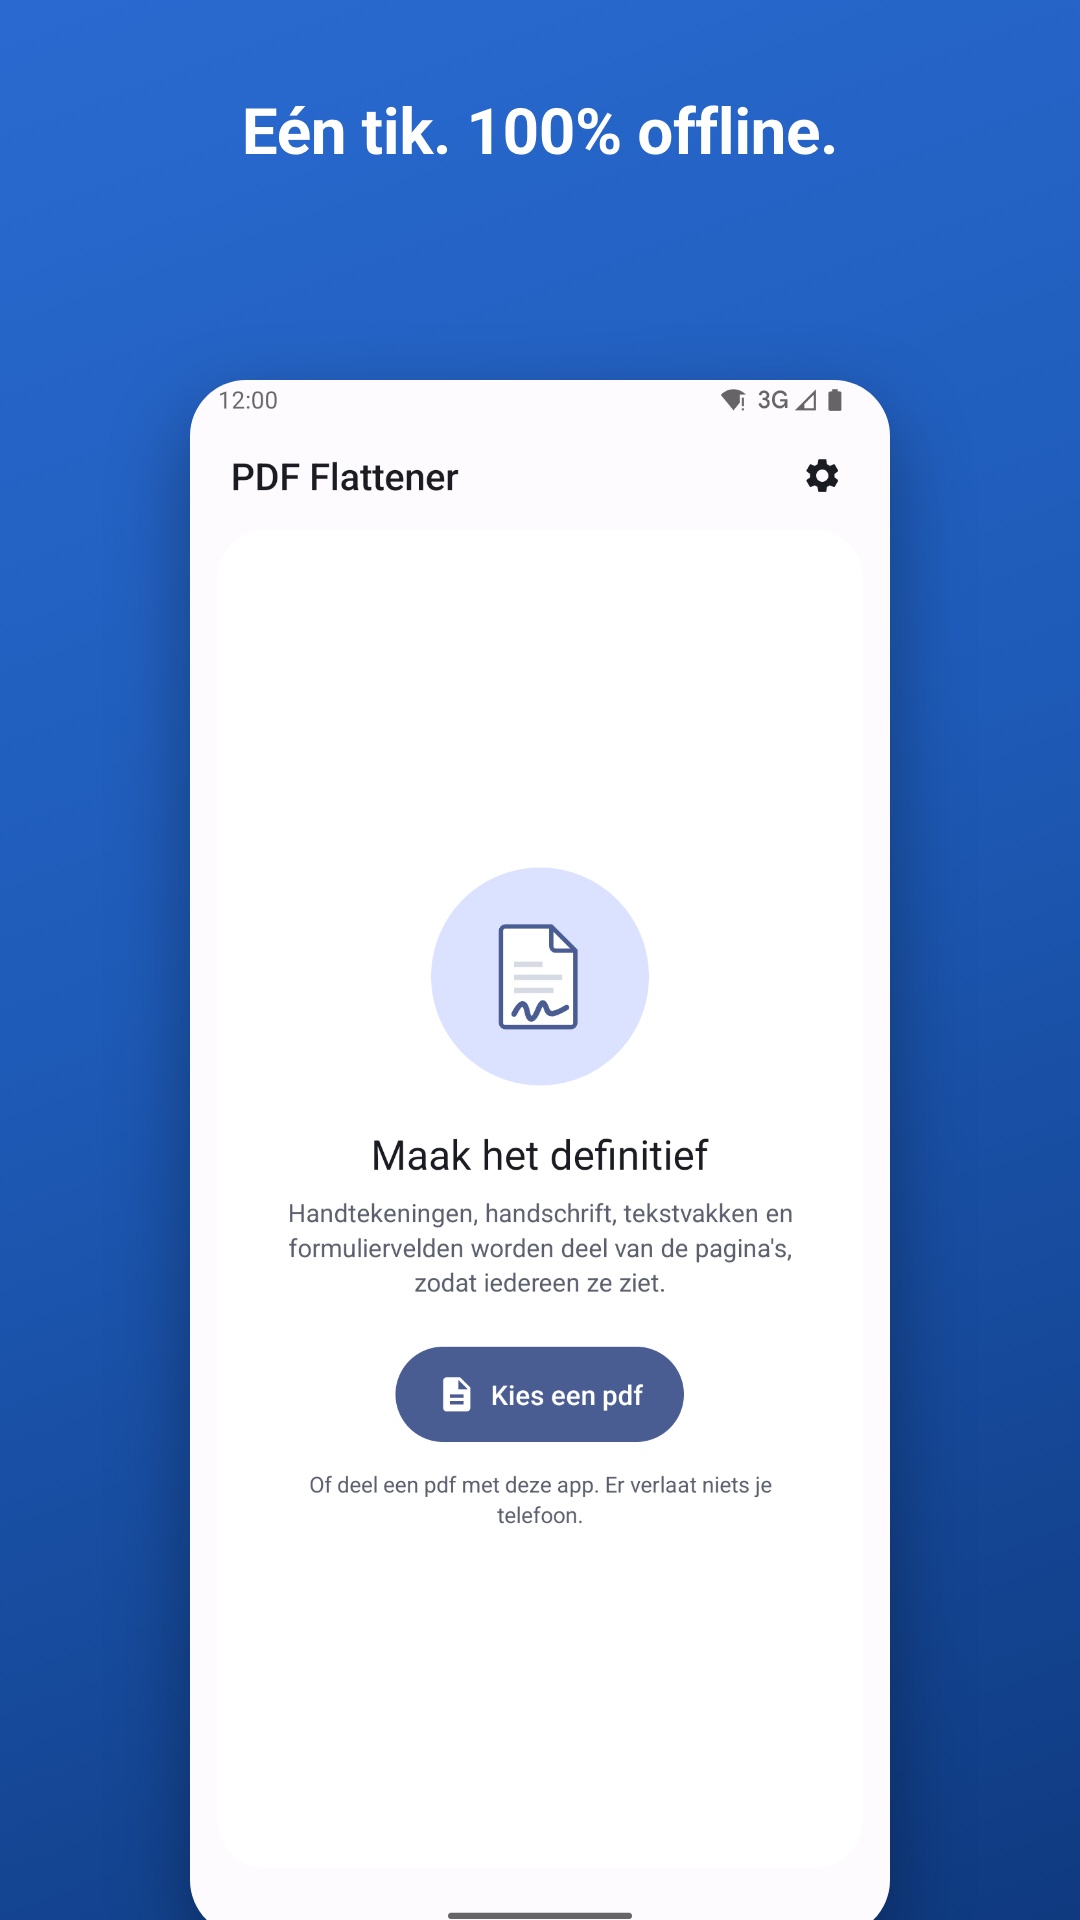 Eén tik. 100% offline.
12:00
3G
PDF Flattener
Maak het definitief
Handtekeningen, handschrift, tekstvakken en
formuliervelden worden deel van de pagina's,
zodat iedereen ze ziet.
Kies een pdf
Of deel een pdf met deze app. Er verlaat niets je
telefoon.